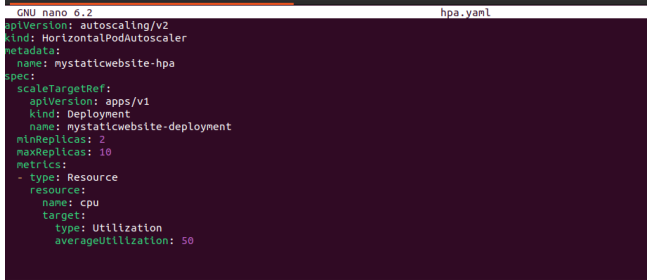 GNU nano 6.2 hpa.yaml
apiVersion: autoscaling/v2
kind: HorizontalPodAutoscaler
metadata:
  name: mystaticwebsite-hpa
spec:
  scaleTargetRef:
    apiVersion: apps/v1
    kind: Deployment
    name: mystaticwebsite-deployment
  minReplicas: 2
  maxReplicas: 10
  metrics:
  - type: Resource
    resource:
      name: cpu
      target:
        type: Utilization
        averageUtilization: 50